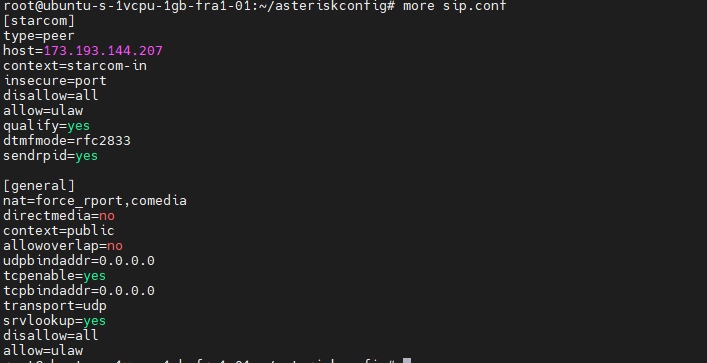 root@ubuntu-s-1vcpu-1gb-fra1-01:~/asteriskconfig# more sip.conf
[starcom]
type=peer
host=173.193.144.207
context=starcom-in
insecure=port
disallow=all
allow=ulaw
qualify=yes
dtmfmode=rfc2833
sendrpid=yes

[general]
nat=force_rport,comedia
directmedia=no
context=public
allowoverlap=no
udpbindaddr=0.0.0.0
tcpenable=yes
tcpbindaddr=0.0.0.0
transport=udp
srvlookup=yes
disallow=all
allow=ulaw